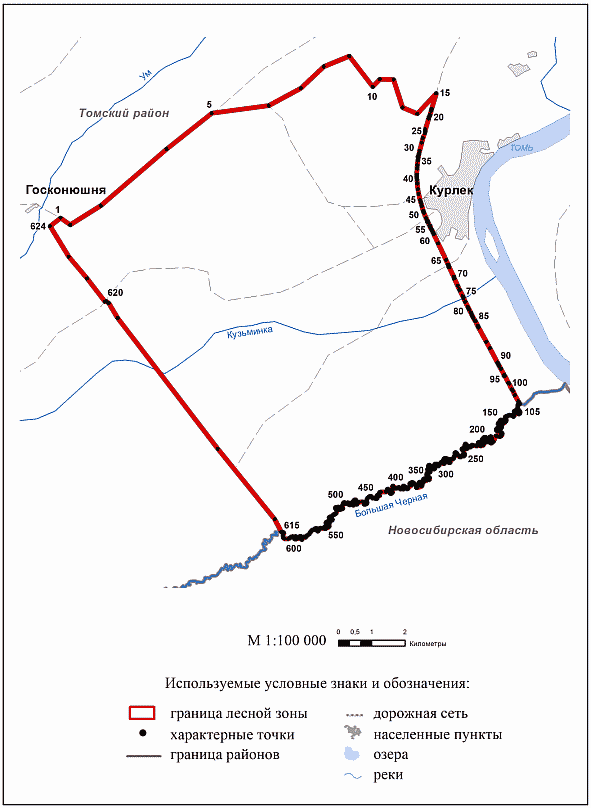 Ум
Томский район
5
10
15
20
25
30
35
40
45
50
55
60
65
70
75
80
85
90
95
100
105
ТОМЬ
Госконюшня
Курлек
1
624
620
Кузьминка
150
200
250
300
350
400
450
500
550
600
615
Большая Черная
Новосибирская область
М 1:100 000
0 0,5 1 2
Километры
Используемые условные знаки и обозначения:
граница лесной зоны
дорожная сеть
характерные точки
населенные пункты
граница районов
озера
реки